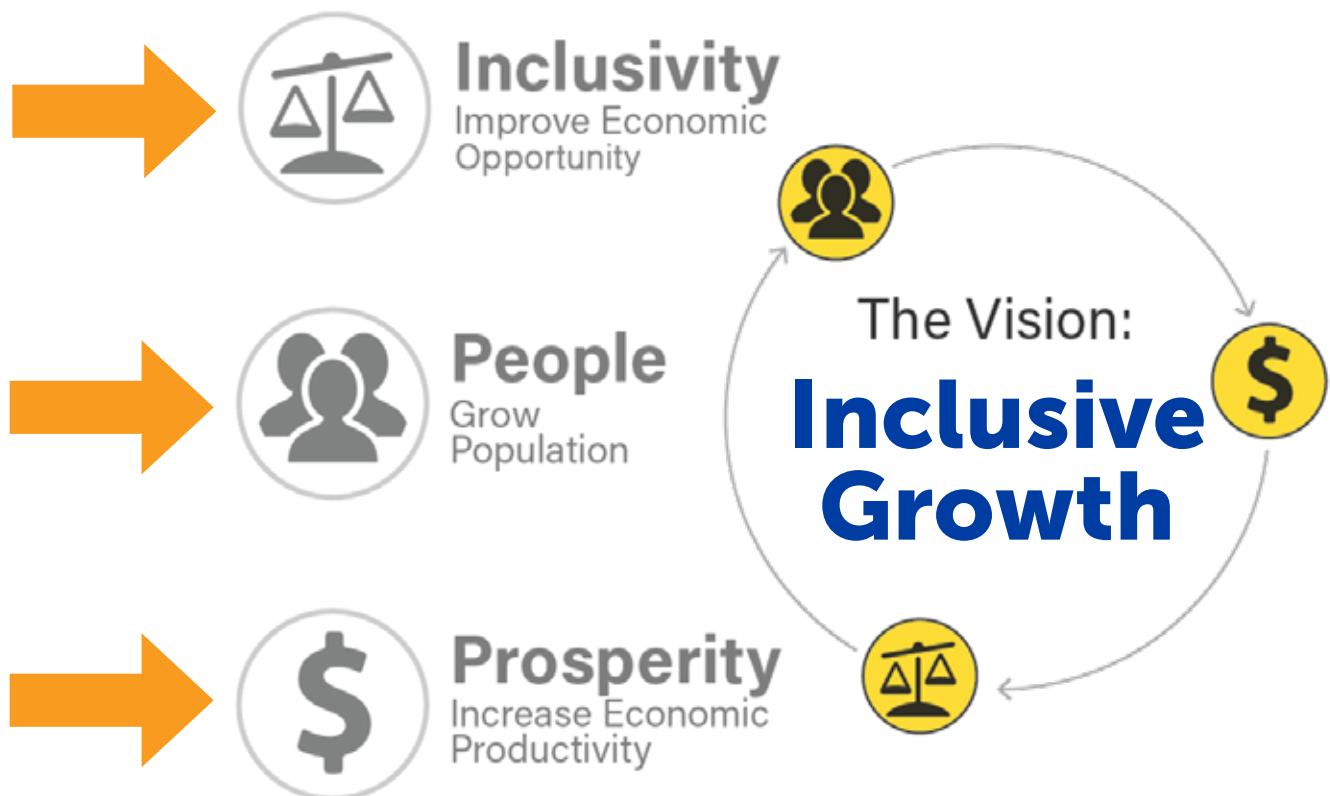 Inclusivity
Improve Economic
Opportunity
People
Grow
Population
Prosperity
Increase Economic
Productivity
The Vision:
Inclusive
Growth